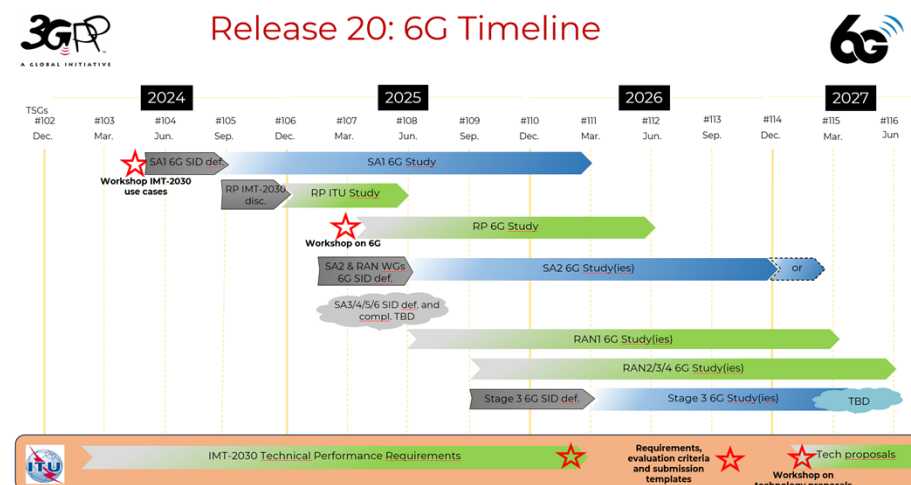 3GPP
A GLOBAL INITIATIVE
Release 20: 6G Timeline
6G
2024
2025
2026
2027
TSGs
#102 #103 #104 #105 #106 #107 #108 #109 #110 #111 #112 #113 #114 #115 #116
Dec. Mar. Jun. Sep. Dec. Mar. Jun. Sep. Dec. Mar. Jun. Sep. Dec. Mar. Jun
SA1 6G SID def.
SA1 6G Study
Workshop IMT-2030
use cases
RP IMT-2030
disc.
RP ITU Study
RP 6G Study
Workshop on 6G
SA2 & RAN WGs
6G SID def.
SA2 6G Study(ies)
or
SA3/4/5/6 SID def. and
compl. TBD
RAN1 6G Study(ies)
RAN2/3/4 6G Study(ies)
Stage 3 6G SID def.
Stage 3 6G Study(ies)
TBD
ITU
IMT-2030 Technical Performance Requirements
Requirements,
evaluation criteria
and submission
templates
Tech proposals
Workshop on
technology proposals